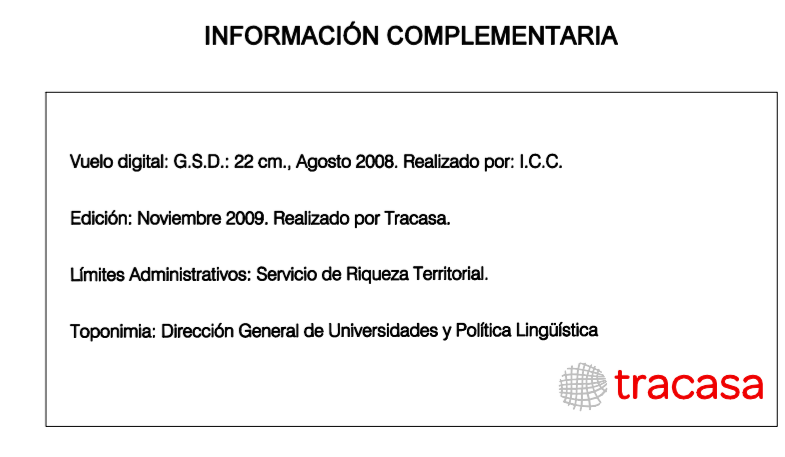 INFORMACIÓN COMPLEMENTARIA
Vuelo digital: G.S.D.: 22 cm., Agosto 2008. Realizado por: I.C.C.
Edición: Noviembre 2009. Realizado por Tracasa.
Límites Administrativos: Servicio de Riqueza Territorial.
Toponimia: Dirección General de Universidades y Política Lingüística
tracasa